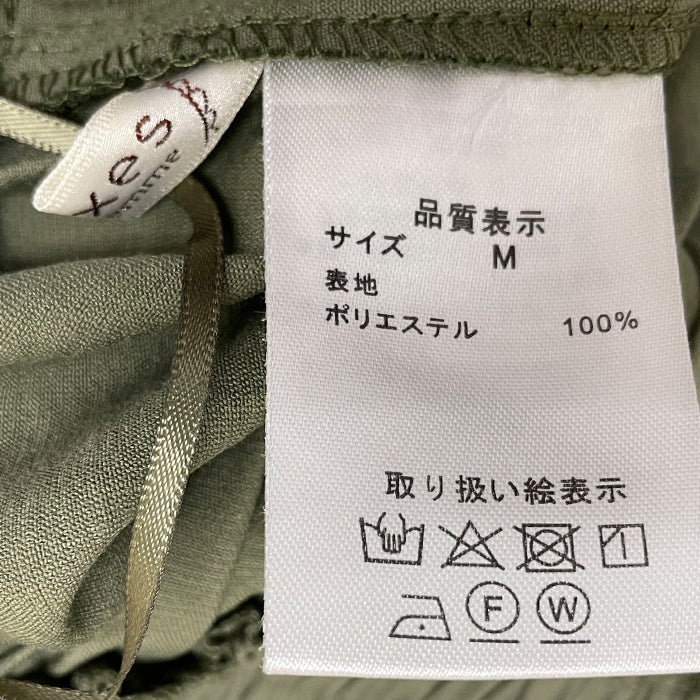 品質表示
サイズ M
表地
ポリエステル 100%
取り扱い絵表示
F W